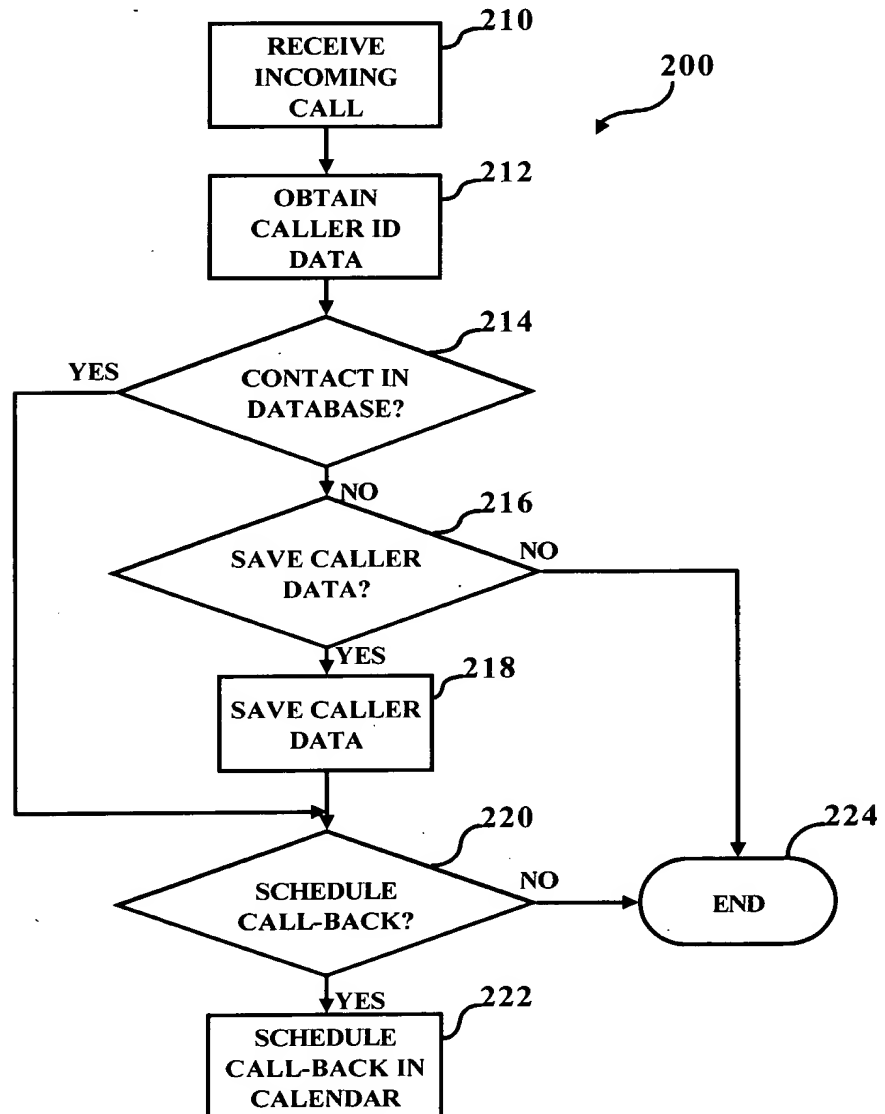 210
RECEIVE
INCOMING
CALL
200
212
OBTAIN
CALLER ID
DATA
214
YES
CONTACT IN
DATABASE?
NO
216
SAVE CALLER
DATA?
NO
YES
218
SAVE CALLER
DATA
220
224
SCHEDULE
CALL-BACK?
NO
END
YES
222
SCHEDULE
CALL-BACK IN
CALENDAR